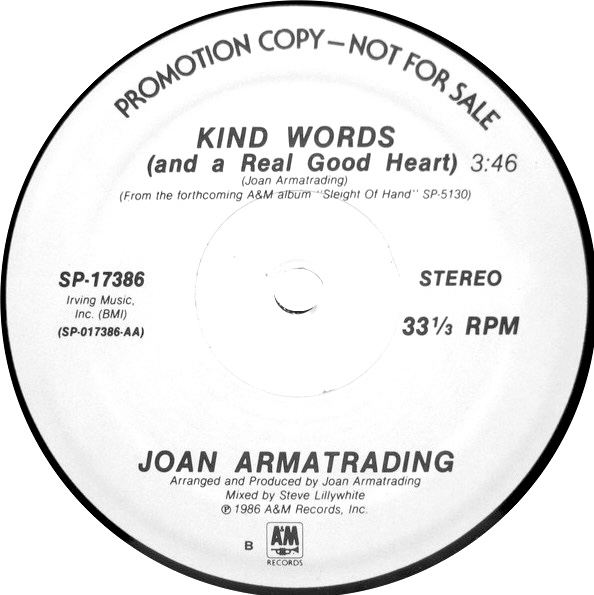 PROMOTION COPY – NOT FOR SALE
KIND WORDS
(and a Real Good Heart) 3:46
(Joan Armatrading)
(From the forthcoming A&M album "Sleight Of Hand" SP-5130)
SP-17386
Irving Music,
Inc. (BMI)
(SP-017386-AA)
STEREO
33 1/3 RPM
JOAN ARMATRADING
Arranged and Produced by Joan Armatrading
Mixed by Steve Lillywhite
℗ 1986 A&M Records, Inc.
B
A&M
RECORDS